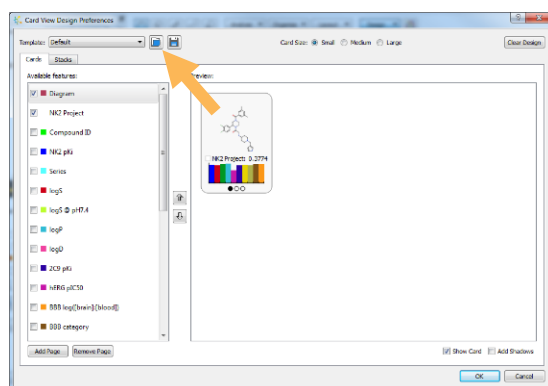 Card View Design Preferences
Template: Default
Card Size: Small Medium Large
Clear Design
Cards Stacks
Available features:
Preview:
Diagram
NK2 Project
Compound ID
NK2 pKi
Series
logS
logS @ pH7.4
logP
logD
2C9 pKi
hERG pIC50
BBB log([brain]:[blood])
BBB category
NK2 Project: 0.3774
Add Page Remove Page
Show Card Add Shadows
OK Cancel